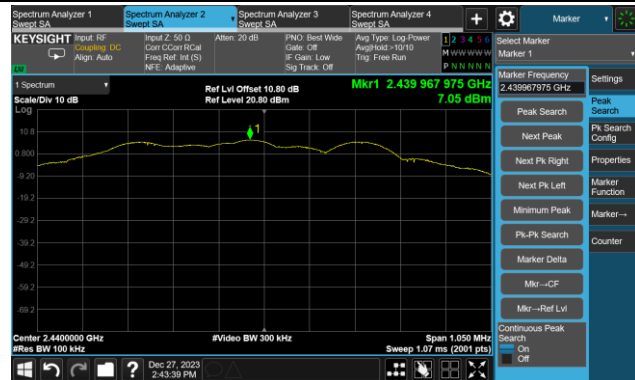 Spectrum Analyzer 1
Swept SA
Spectrum Analyzer 2
Swept SA
Spectrum Analyzer 3
Swept SA
Spectrum Analyzer 4
Swept SA
+
Marker
KEYSIGHT
Input: RF
Coupling: DC
Align: Auto
Input Z: 50 Ω
Corr CCorr RCal
Freq Ref: Int (S)
NFE: Adaptive
Atten: 20 dB
PNO: Best Wide
Gate: Off
IF Gain: Low
Sig Track: Off
Avg Type: Log-Power
Avg|Hold:>10/10
Trig: Free Run
1 2 3 4 5 6
M W W W W W
P N N N N N
Select Marker
Marker 1
1 Spectrum
Scale/Div 10 dB
Log
Ref Lvl Offset 10.80 dB
Ref Level 20.80 dBm
Mkr1 2.439 967 975 GHz
7.05 dBm
1
10.8
0.800
-9.20
-19.2
-29.2
-39.2
-49.2
-59.2
-69.2
Center 2.4400000 GHz
#Res BW 100 kHz
#Video BW 300 kHz
Span 1.050 MHz
Sweep 1.07 ms (2001 pts)
Marker Frequency
2.439967975 GHz
Peak Search
Next Peak
Next Pk Right
Next Pk Left
Minimum Peak
Pk-Pk Search
Marker Delta
Mkr→CF
Mkr→Ref Lvl
Continuous Peak
Search
On
Off
Settings
Peak
Search
Pk Search
Config
Properties
Marker
Function
Marker→
Counter
?
Dec 27, 2023
2:43:39 PM